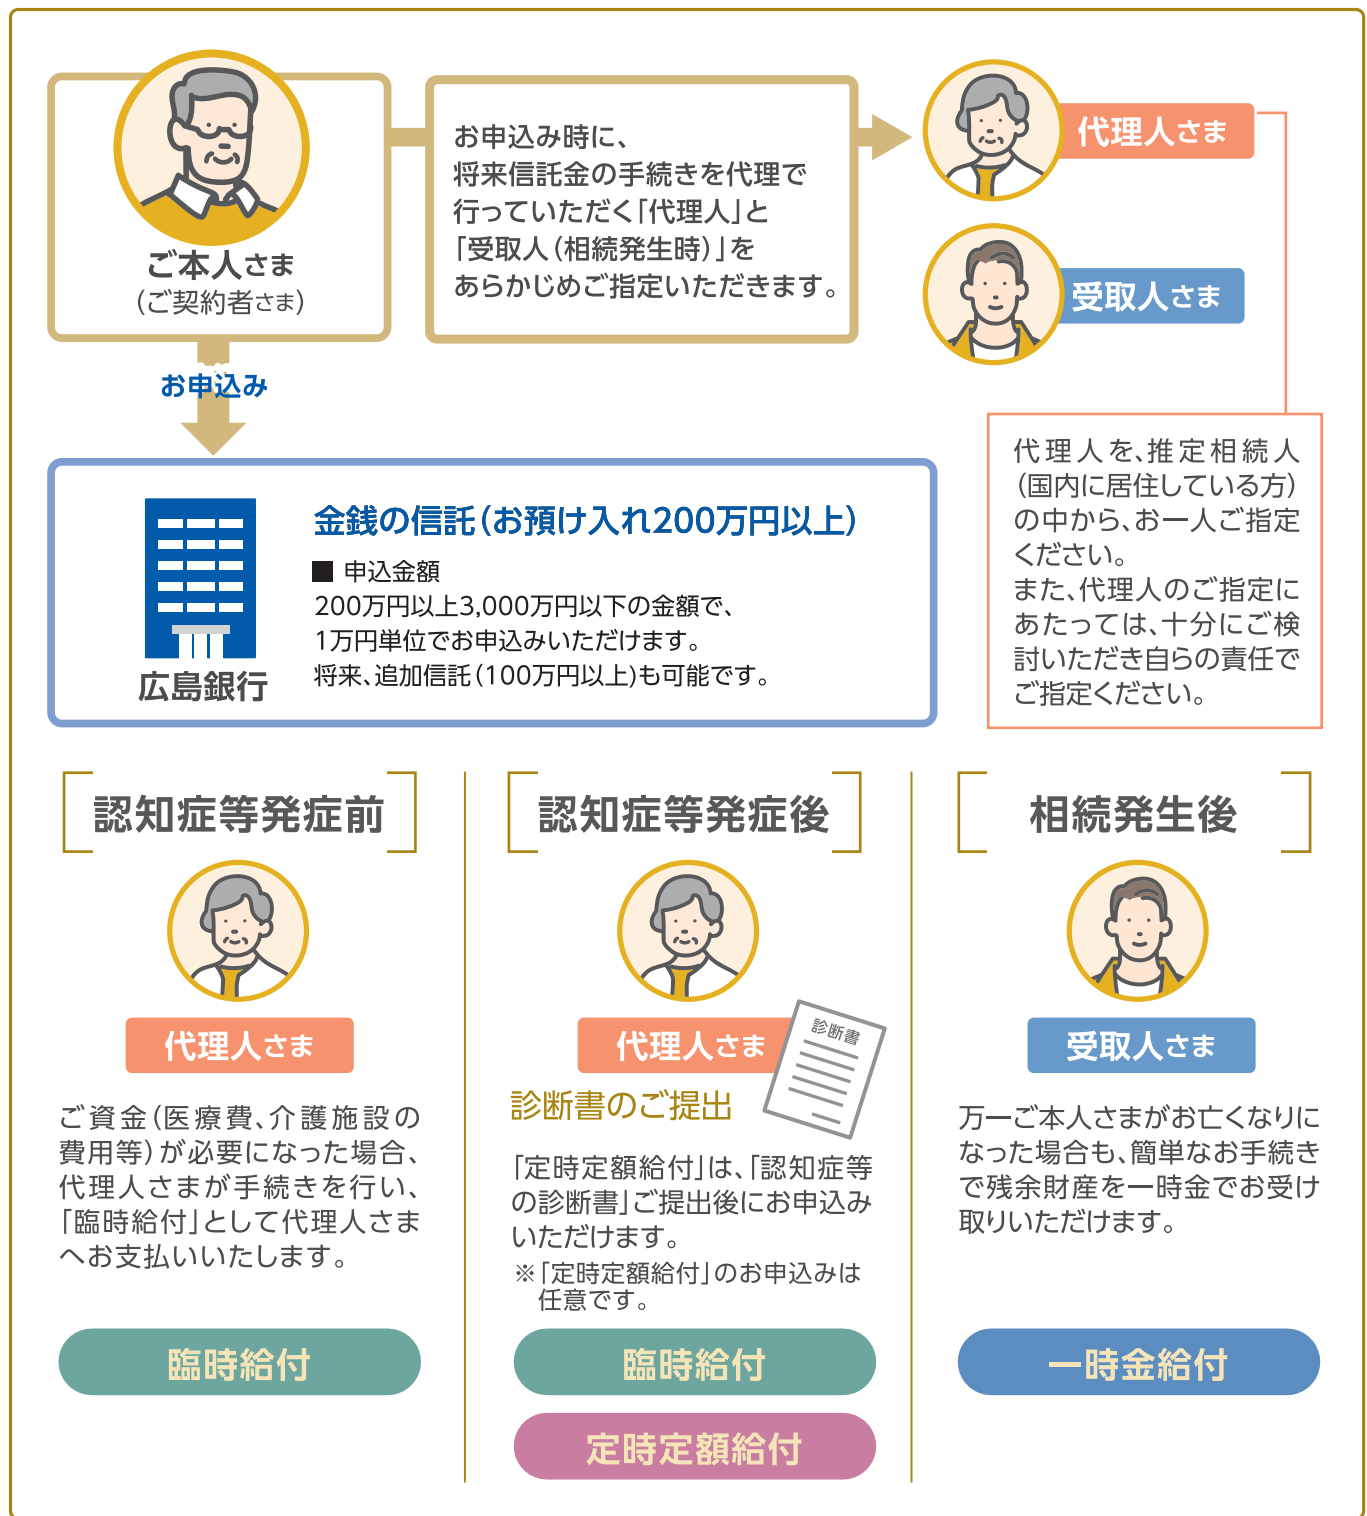 ご本人さま
（ご契約者さま）
お申込み時に、
将来信託金の手続きを代理で
行っていただく「代理人」と
「受取人（相続発生時）」を
あらかじめご指定いただきます。
代理人さま
受取人さま
お申込み
代理人を、推定相続人
（国内に居住している方）
の中から、お一人ご指定
ください。
また、代理人のご指定に
あたっては、十分にご検
討いただき自らの責任で
ご指定ください。
広島銀行
金銭の信託（お預け入れ200万円以上）
■ 申込金額
200万円以上3,000万円以下の金額で、
1万円単位でお申込みいただけます。
将来、追加信託（100万円以上）も可能です。
認知症等発症前
代理人さま
ご資金（医療費、介護施設の
費用等）が必要になった場合、
代理人さまが手続きを行い、
「臨時給付」として代理人さま
へお支払いいたします。
臨時給付
認知症等発症後
代理人さま
診断書
診断書のご提出
「定時定額給付」は、「認知症等
の診断書」ご提出後にお申込み
いただけます。
※「定時定額給付」のお申込みは
任意です。
臨時給付
定時定額給付
相続発生後
受取人さま
万一ご本人さまがお亡くなりに
なった場合も、簡単なお手続き
で残余財産を一時金でお受け
取りいただけます。
一時金給付